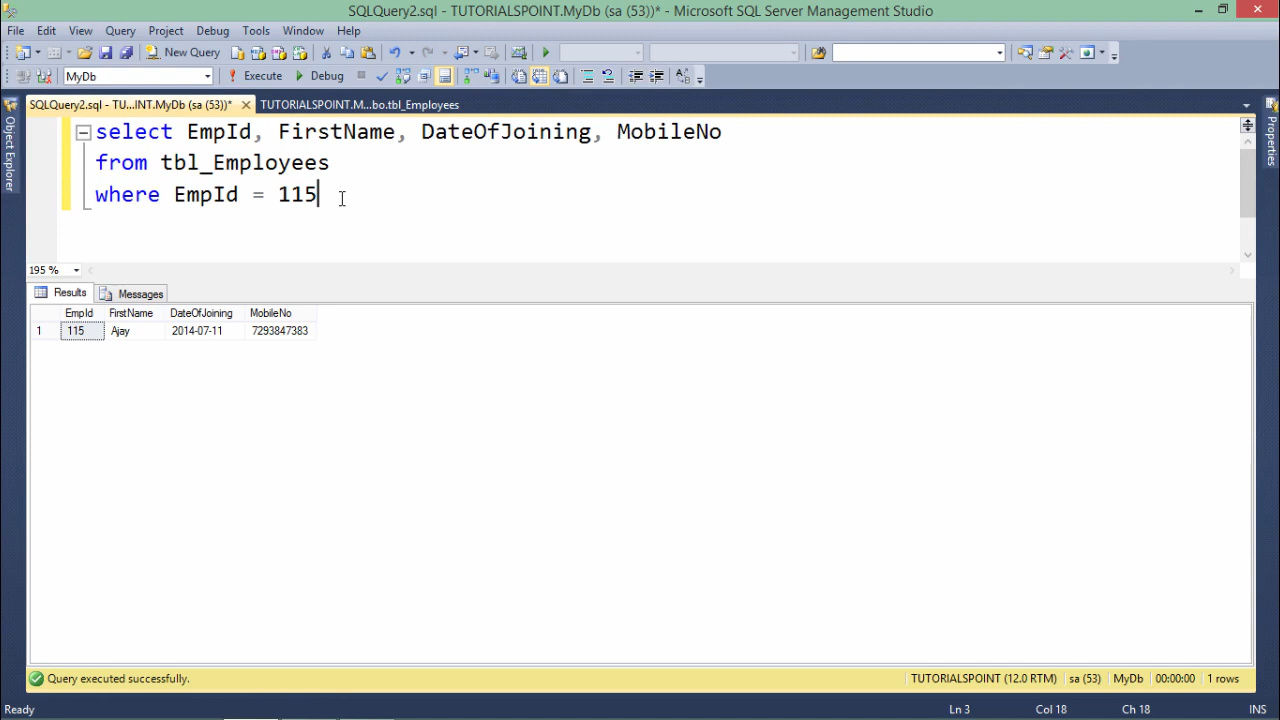 SQLQuery2.sql - TUTORIALSPOINT.MyDb (sa (53))* - Microsoft SQL Server Management Studio
File Edit View Query Project Debug Tools Window Help
New Query
MyDb Execute Debug
SQLQuery2.sql - TU...INT.MyDb (sa (53))* TUTORIALSPOINT.M...bo.tbl_Employees
Object Explorer
Properties
select EmpId, FirstName, DateOfJoining, MobileNo
from tbl_Employees
where EmpId = 115
195 %
Results Messages
EmpId FirstName DateOfJoining MobileNo
1 115 Ajay 2014-07-11 7293847383
Query executed successfully. TUTORIALSPOINT (12.0 RTM) sa (53) MyDb 00:00:00 1 rows
Ready Ln 3 Col 18 Ch 18 INS